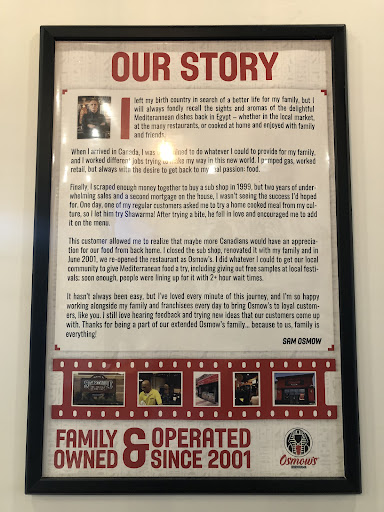 OUR STORY
I left my birth country in search of a better life for my family, but I
will always fondly recall the sights and aromas of the delightful
Mediteranean dishes back in Egypt – whether in the local market,
at the many restaurants, or cooked at home and enjoyed with family
and friends.
When I arrived in Canada, I was to do whatever I could to provide for my family,
and I worked different jobs trying to make my way in this new world. I pumped gas, worked
retail, but always with the desire to get back to my real passion: food.
Finally, I scraped enough money together to buy a sub shop in 1999, but two years of under-
whelming sales and a second mortgage on the house, I wasn't seeing the success I'd hoped
for. One day, one of my regular customers asked me to try a home cooked meal from my cul-
ture, so I let him try Shawarma! After trying a bite, he fell in love and encouraged me to add
it on the menu.
This customer allowed me to realize that maybe more Canadians would have an apprecia-
tion for our food from back home. I closed the sub shop, renovated it with my family and in
June 2001, we re-opened the restaurant as Osmow's. I did whatever I could to get our local
community to give Mediteranean food a try, including giving out free samples at local festi-
vals; soon enough, people were lining up for it with 2+ hour wait times.
It hasn't always been easy, but I've loved every minute of this journey, and I'm so happy
working alongside my family and franchisees every day to bring Osmow's to loyal custom-
ers, like you. I still love hearing feedback and trying new ideas that our customers come up
with. Thanks for being a part of our extended Osmow's family... because to us, family is
everything!
SAM OSMOW
FAMILY OWNED & OPERATED SINCE 2001
Osmow's